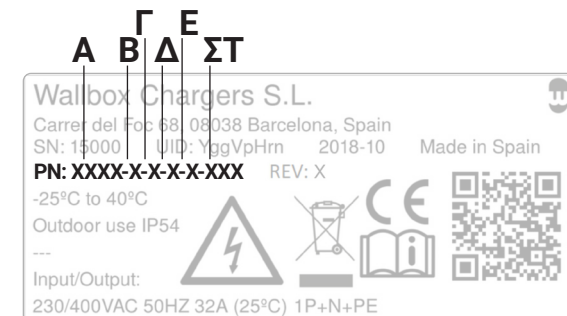 Γ Ε
Α Β Δ ΣΤ
Wallbox Chargers S.L.
Carrer del Foc 68, 08038 Barcelona, Spain
SN: 15000 UID: YggVpHrn 2018-10 Made in Spain
PN: XXXX-X-X-X-X-XXX REV: X
-25ºC to 40ºC
Outdoor use IP54
---
Input/Output:
230/400VAC 50HZ 32A (25ºC) 1P+N+PE